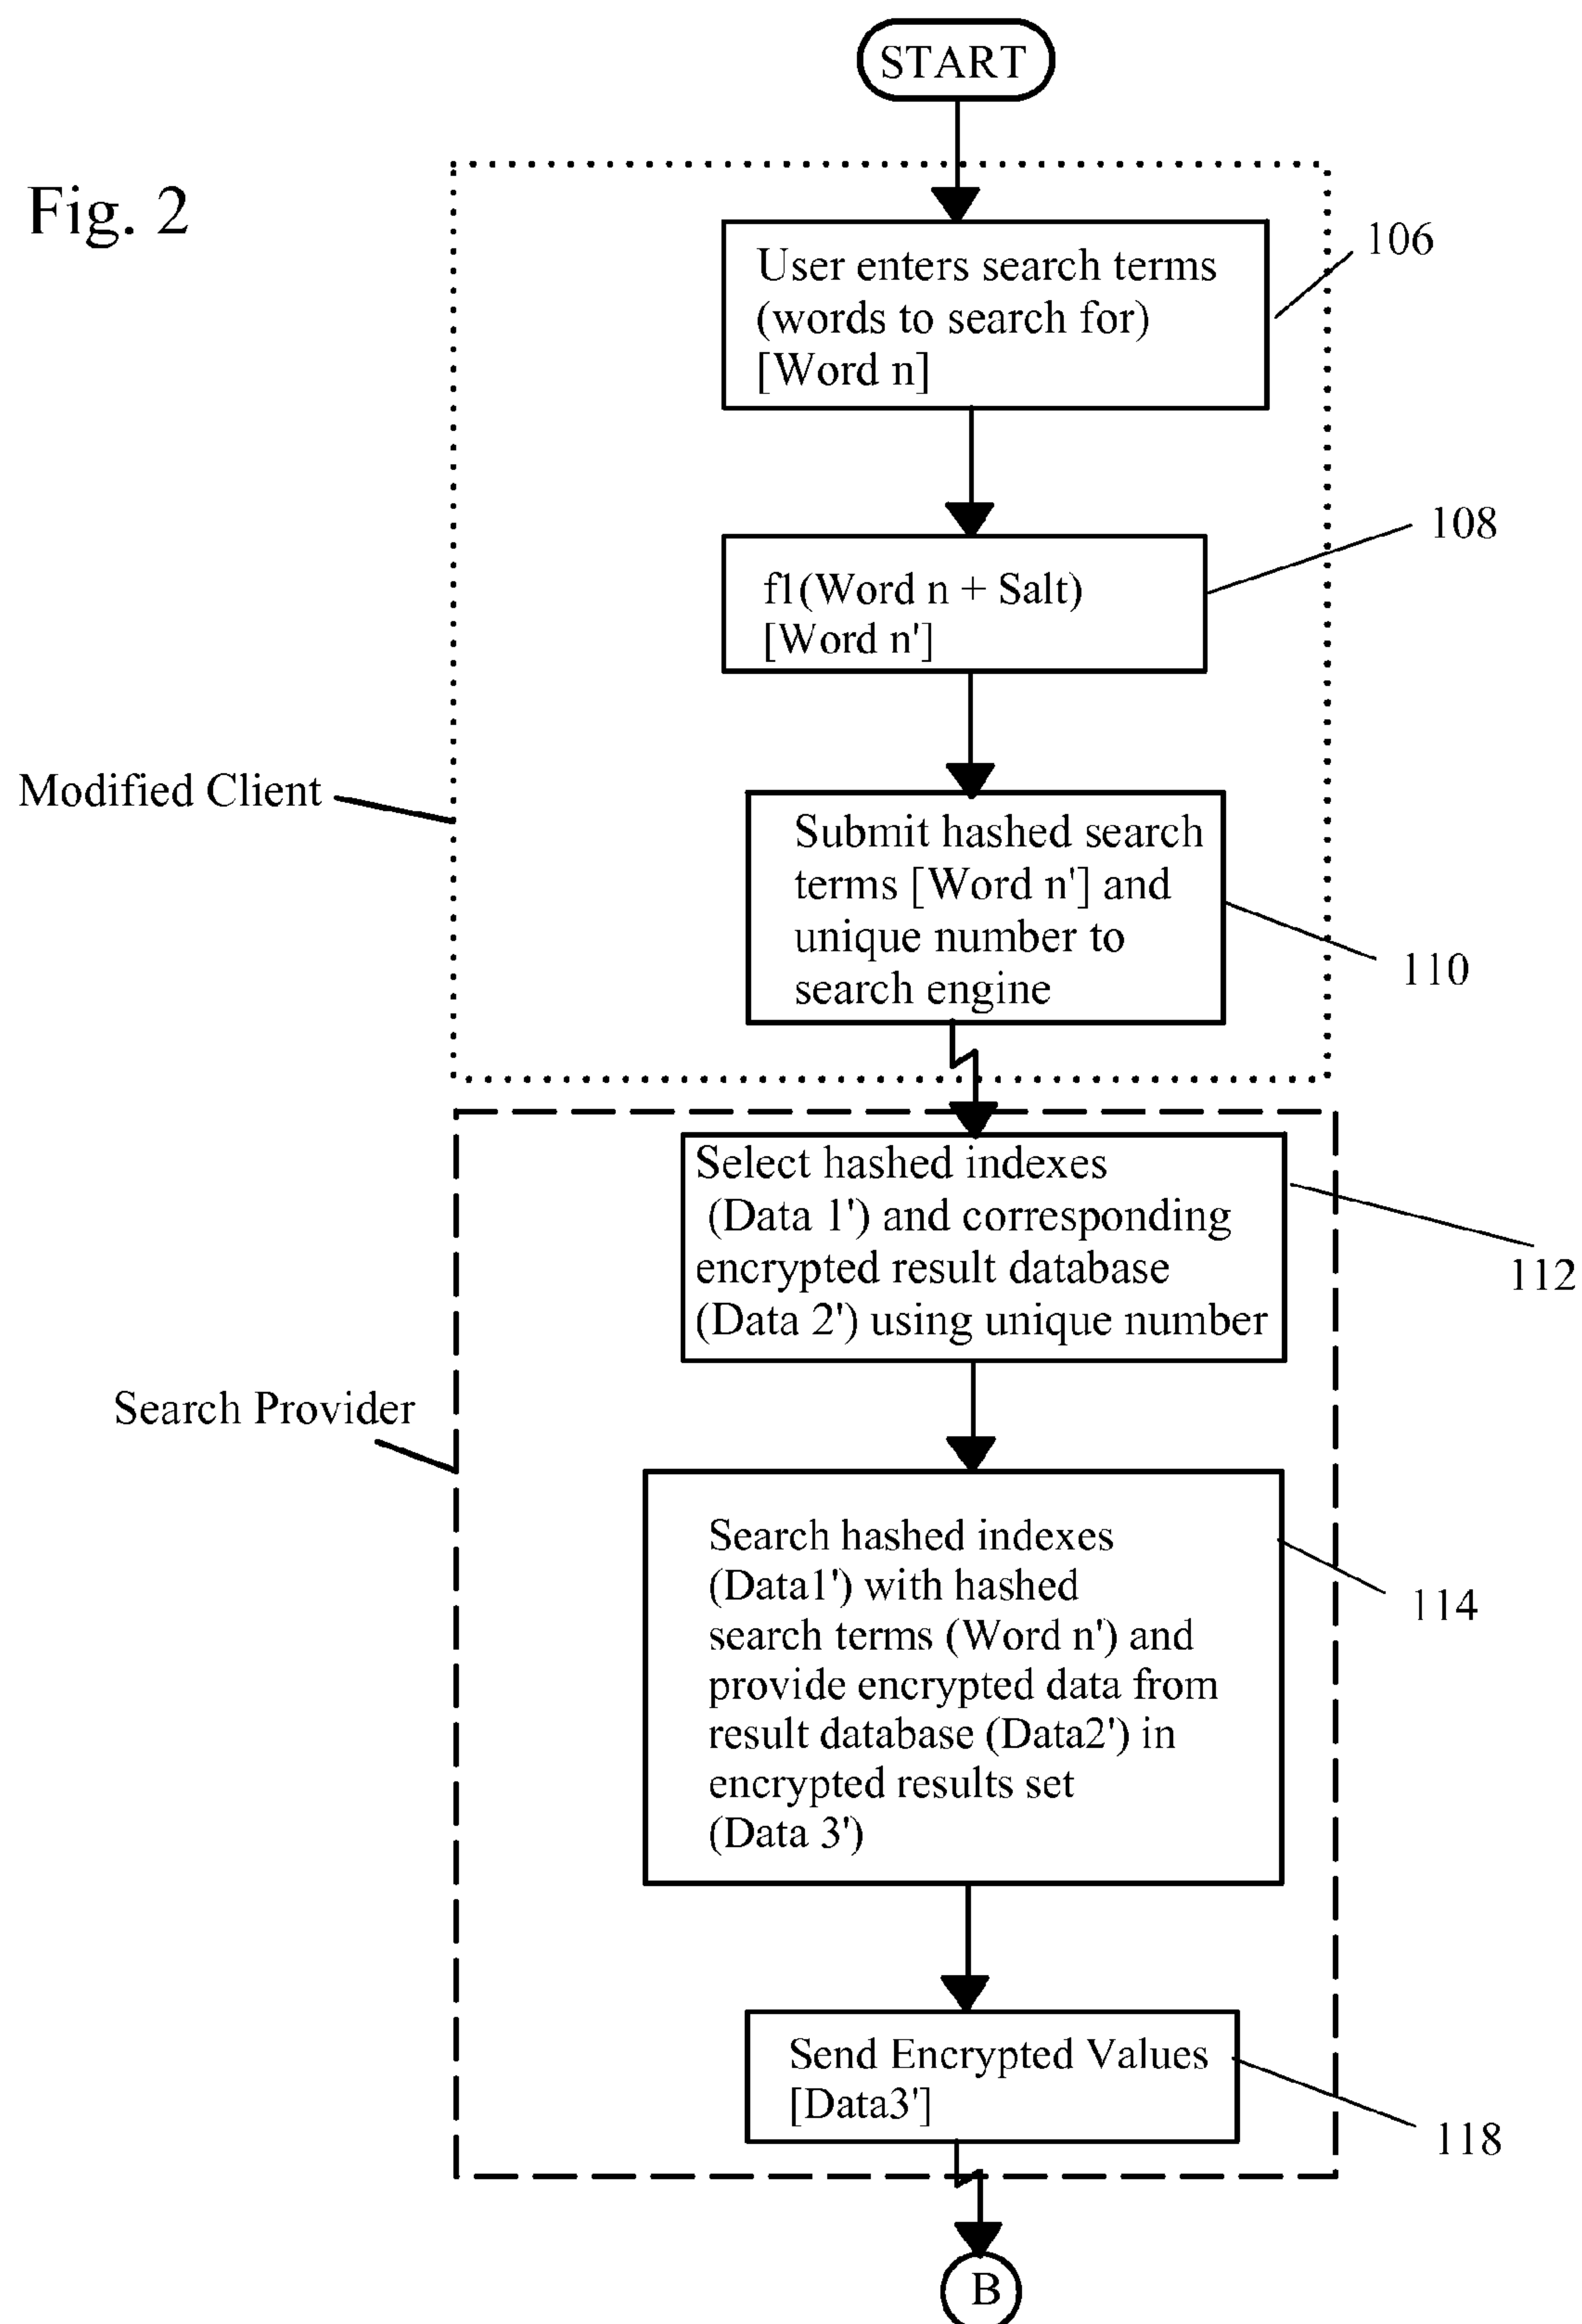 START
Fig. 2
User enters search terms
(words to search for)
[Word n]
106
f1(Word n + Salt)
[Word n']
108
Modified Client
Submit hashed search
terms [Word n'] and
unique number to
search engine
110
Select hashed indexes
(Data 1') and corresponding
encrypted result database
(Data 2') using unique number
112
Search Provider
Search hashed indexes
(Data1') with hashed
search terms (Word n') and
provide encrypted data from
result database (Data2') in
encrypted results set
(Data 3')
114
Send Encrypted Values
[Data3']
118
B